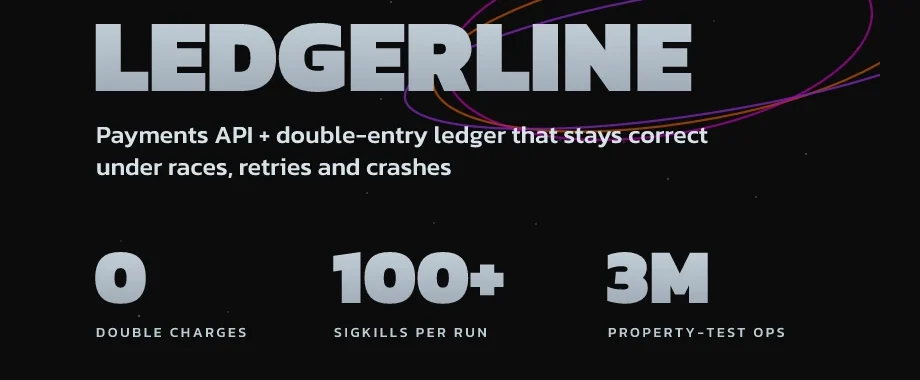 LEDGERLINE
Payments API + double-entry ledger that stays correct
under races, retries and crashes
0 100+ 3M
DOUBLE CHARGES SIGKILLS PER RUN PROPERTY-TEST OPS